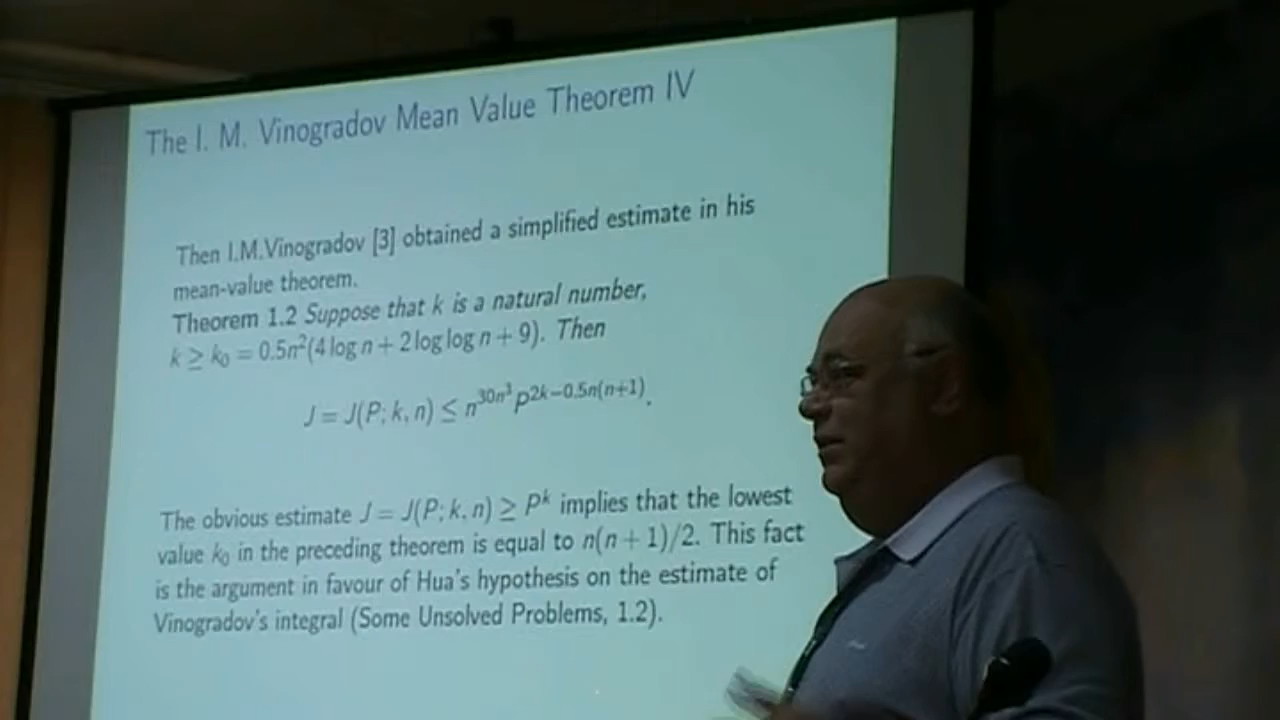 The I. M. Vinogradov Mean Value Theorem IV
Then I.M.Vinogradov [3] obtained a simplified estimate in his
mean-value theorem.
Theorem 1.2 Suppose that k is a natural number,
k ≥ k₀ = 0.5n²(4 log n + 2 log log n + 9). Then
J = J(P; k, n) ≤ n^{30n³} P^{2k−0.5n(n+1)}.
The obvious estimate J = J(P; k, n) ≥ P^k implies that the lowest
value k₀ in the preceding theorem is equal to n(n + 1)/2. This fact
is the argument in favour of Hua's hypothesis on the estimate of
Vinogradov's integral (Some Unsolved Problems, 1.2).